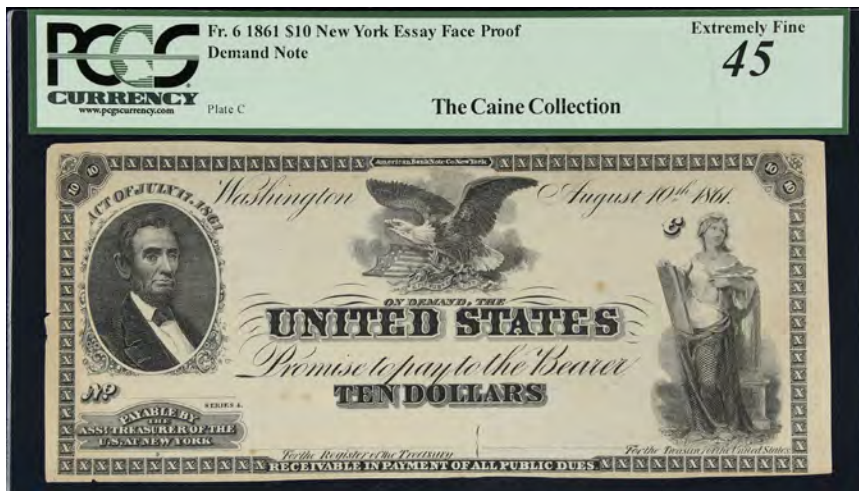 PCGS
CURRENCY
www.pcgscurrency.com
Fr. 6 1861 $10 New York Essay Face Proof
Demand Note
Plate C
The Caine Collection
Extremely Fine
45
10 10
X X X X X X X X X X X X X X X American Bank Note Co. New York X X X X X X X X X X X X X X X
10 10
ACT OF JULY 17, 1861
Washington
August 10th 1861.
C
ON DEMAND, THE
UNITED STATES
Promise to pay to the Bearer
TEN DOLLARS
No
SERIES
PAYABLE BY
THE
ASST TREASURER OF THE
U.S. AT NEW YORK
For the Register of the Treasury
For the Treasurer of the United States
RECEIVABLE IN PAYMENT OF ALL PUBLIC DUES